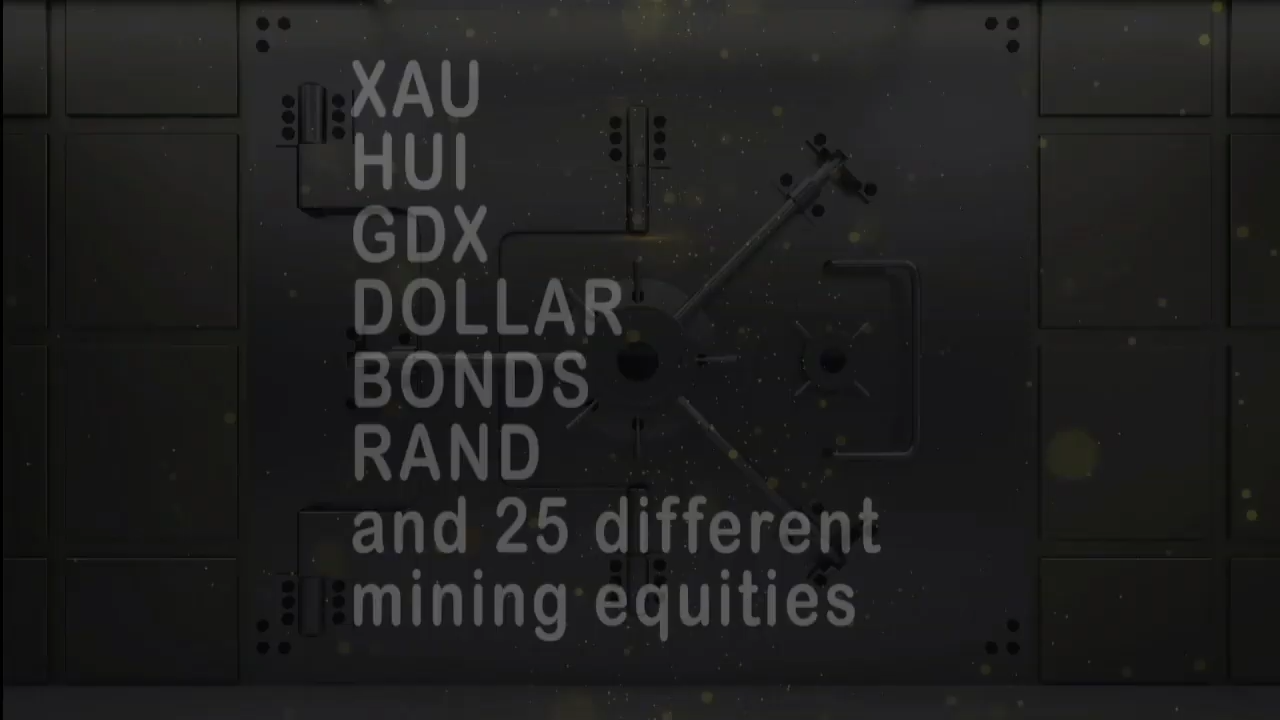 XAU
HUI
GDX
DOLLAR
BONDS
RAND
and 25 different
mining equities